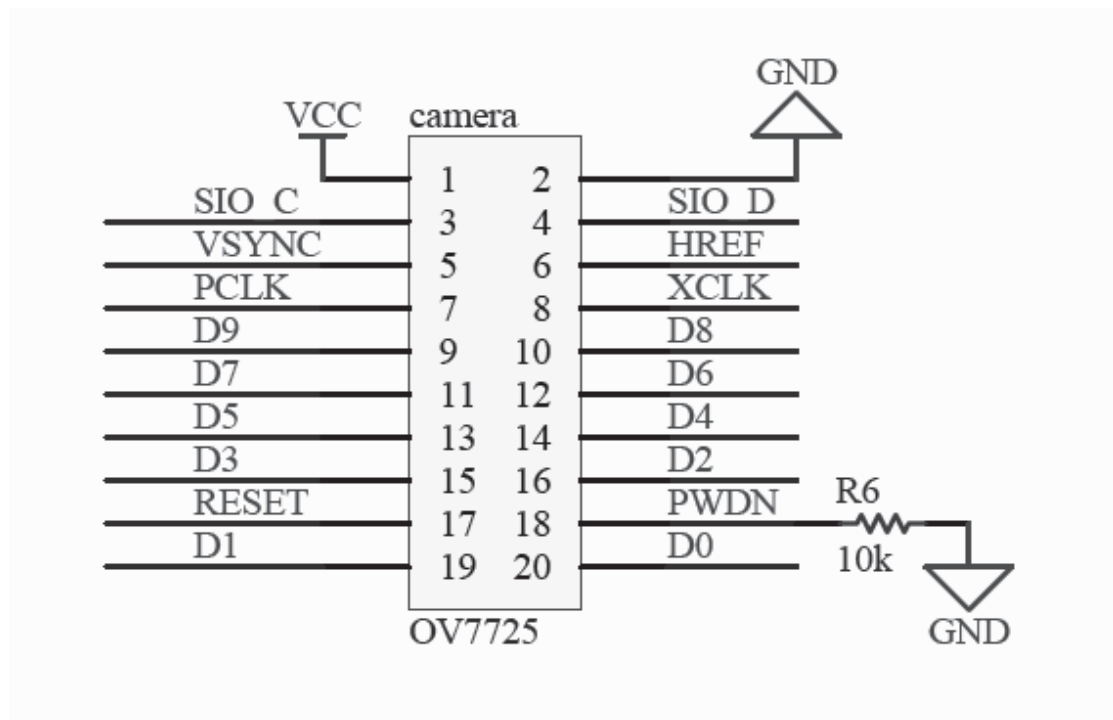 GND
VCC camera
1 2
SIO C SIO D
3 4
VSYNC HREF
5 6
PCLK XCLK
7 8
D9 D8
9 10
D7 D6
11 12
D5 D4
13 14
D3 D2
15 16
RESET PWDN R6
17 18
D1 D0 10k
19 20
OV7725 GND